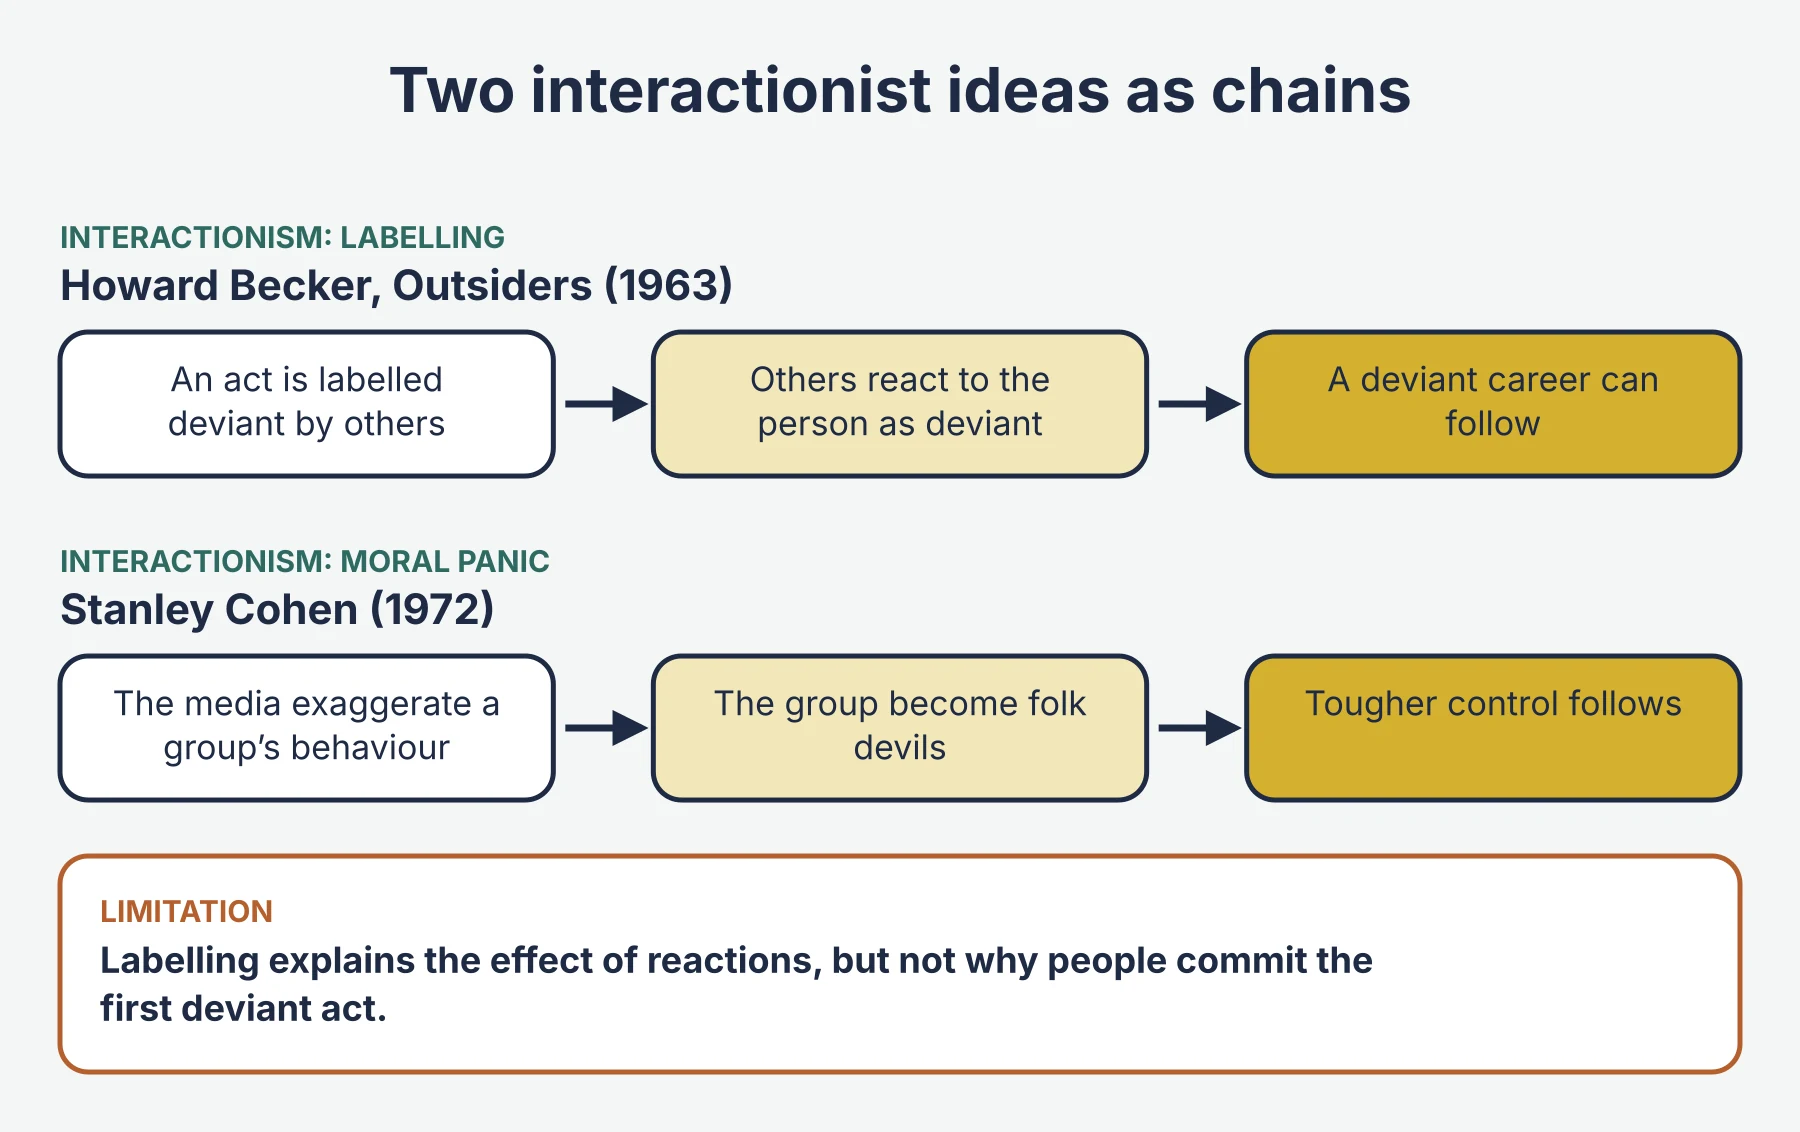 Two interactionist ideas as chains
INTERACTIONISM: LABELLING
Howard Becker, Outsiders (1963)
An act is labelled
deviant by others
Others react to the
person as deviant
A deviant career can
follow
INTERACTIONISM: MORAL PANIC
Stanley Cohen (1972)
The media exaggerate a
group’s behaviour
The group become folk
devils
Tougher control follows
LIMITATION
Labelling explains the effect of reactions, but not why people commit the
first deviant act.